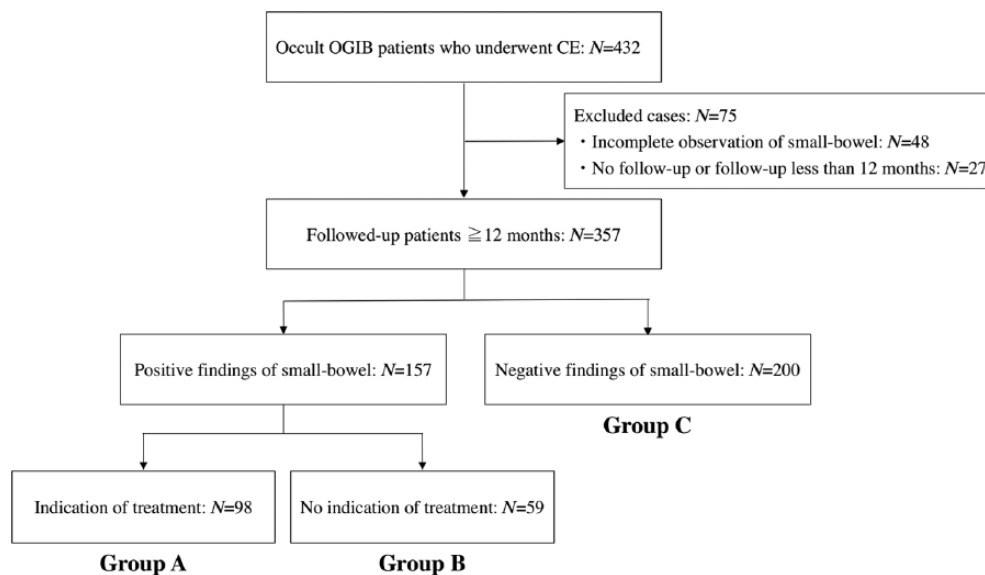 Occult OGIB patients who underwent CE: N=432
Excluded cases: N=75
・Incomplete observation of small-bowel: N=48
・No follow-up or follow-up less than 12 months: N=27
Followed-up patients ≧12 months: N=357
Positive findings of small-bowel: N=157
Negative findings of small-bowel: N=200
Group C
Indication of treatment: N=98
No indication of treatment: N=59
Group A
Group B